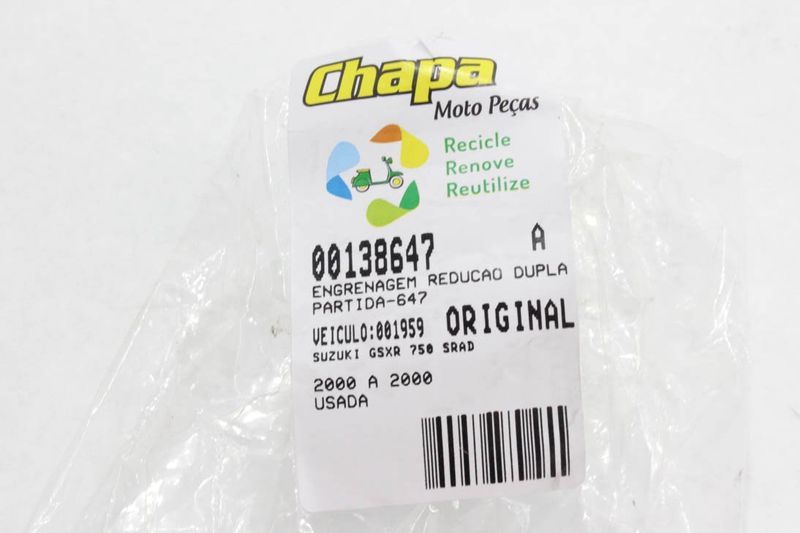 Chapa
Moto Peças
Recicle
Renove
Reutilize
00138647 A
ENGRENAGEM REDUCAO DUPLA
PARTIDA-647
VEICULO:001959 ORIGINAL
SUZUKI GSXR 750 SRAD
2000 A 2000
USADA